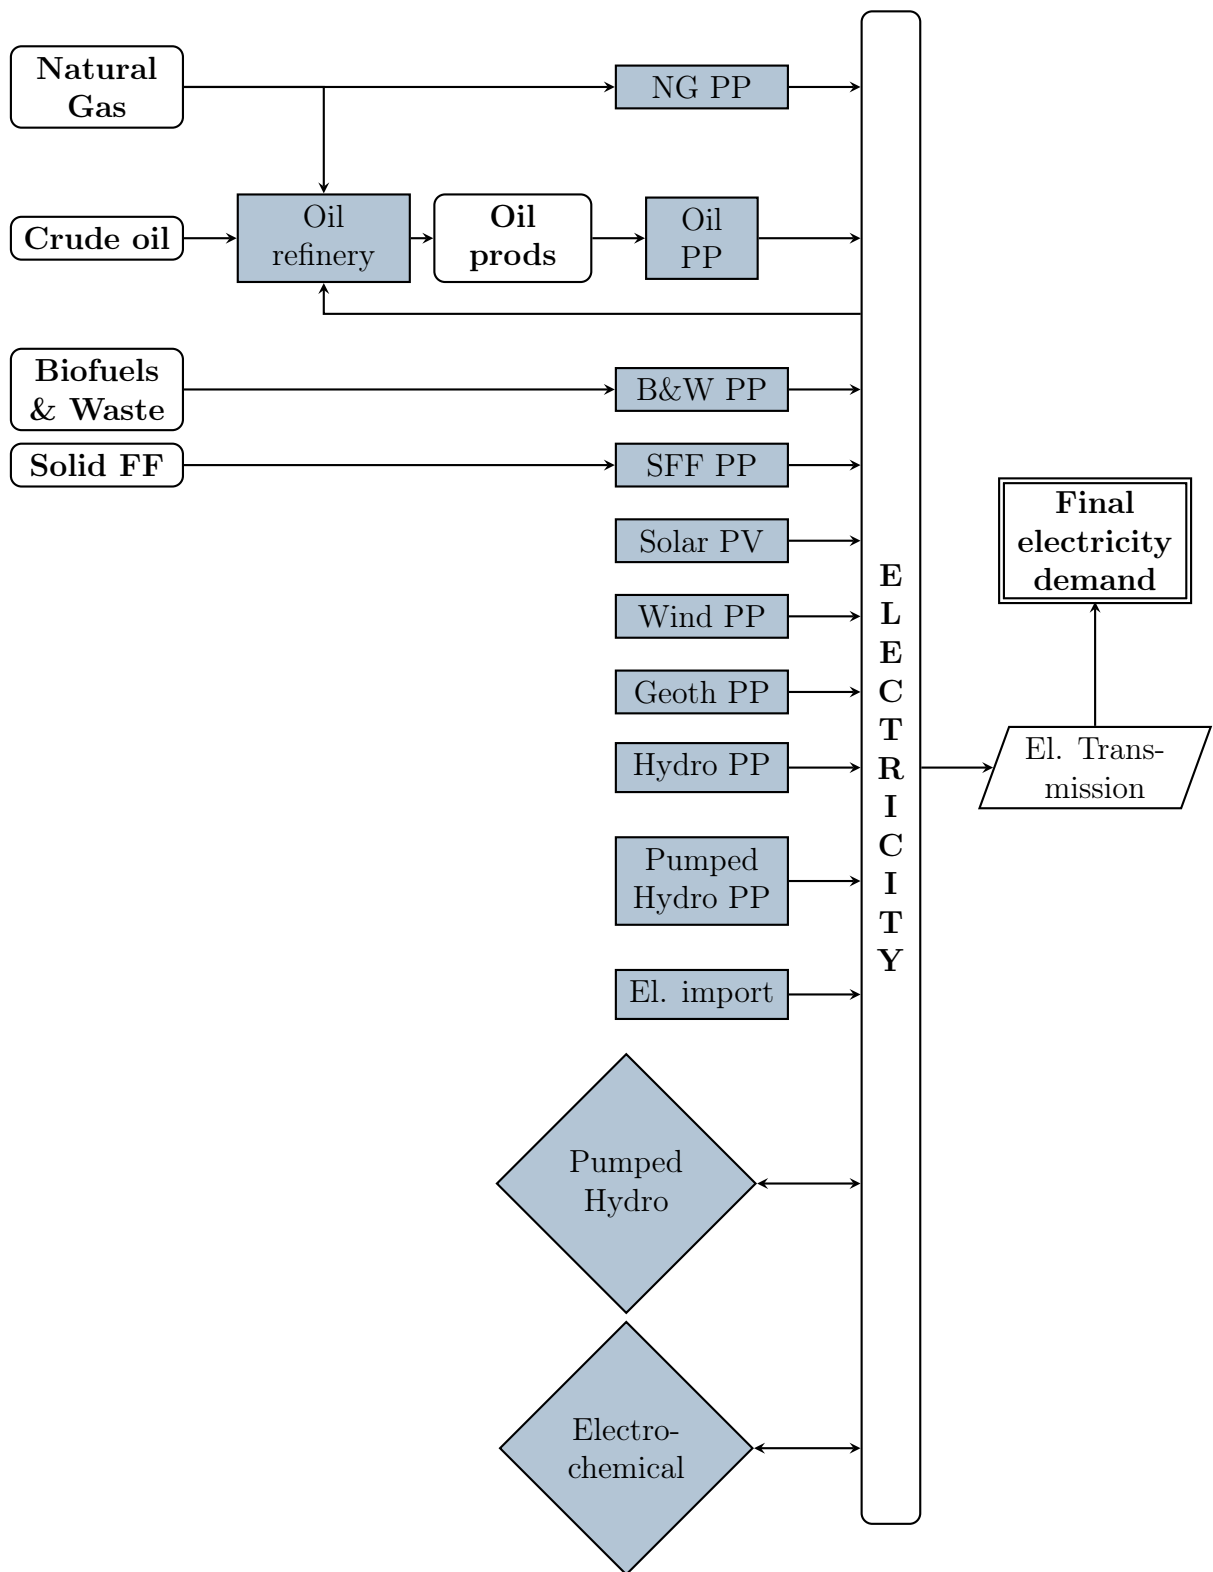 Natural
Gas
NG PP
Crude oil
Oil
refinery
Oil
prods
Oil
PP
Biofuels
& Waste
B&W PP
Solid FF
SFF PP
Solar PV
Wind PP
Geoth PP
Hydro PP
Pumped
Hydro PP
El. import
Pumped
Hydro
Electro-
chemical
E
L
E
C
T
R
I
C
I
T
Y
Final
electricity
demand
El. Trans-
mission